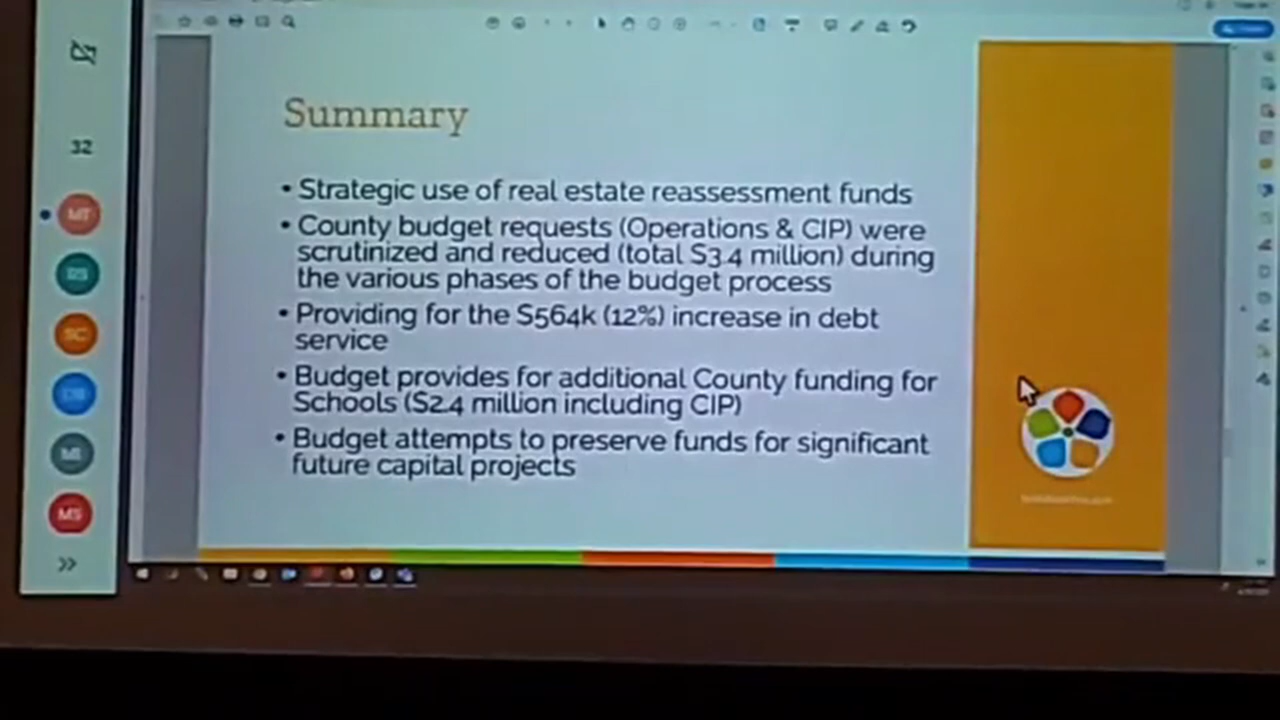 32
MT
SC
MS
Summary
• Strategic use of real estate reassessment funds
• County budget requests (Operations & CIP) were
scrutinized and reduced (total $3.4 million) during
the various phases of the budget process
• Providing for the $564k (12%) increase in debt
service
• Budget provides for additional County funding for
Schools ($2.4 million including CIP)
• Budget attempts to preserve funds for significant
future capital projects